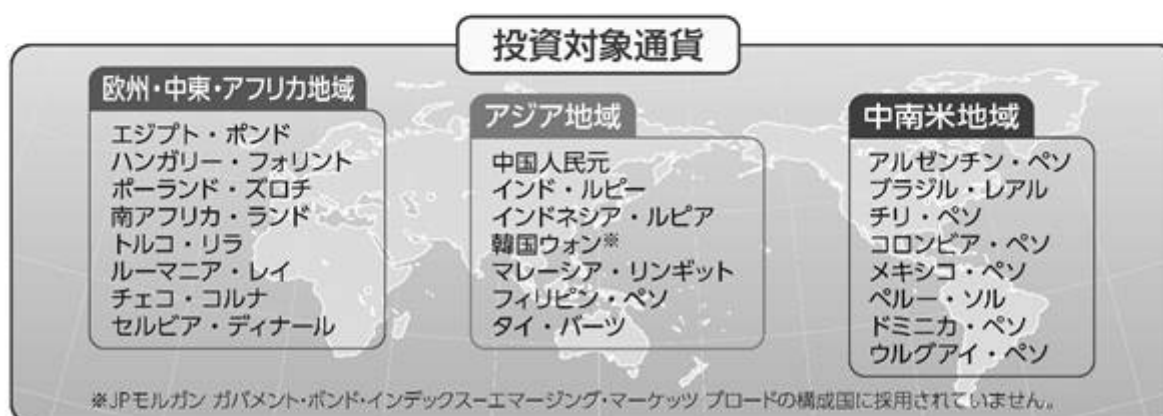 投資対象通貨
欧州・中東・アフリカ地域
エジプト・ポンド
ハンガリー・フォリント
ポーランド・ズロチ
南アフリカ・ランド
トルコ・リラ
ルーマニア・レイ
チェコ・コルナ
セルビア・ディナール
アジア地域
中国人民元
インド・ルピー
インドネシア・ルピア
韓国ウォン※
マレーシア・リンギット
フィリピン・ペソ
タイ・バーツ
中南米地域
アルゼンチン・ペソ
ブラジル・レアル
チリ・ペソ
コロンビア・ペソ
メキシコ・ペソ
ペルー・ソル
ドミニカ・ペソ
ウルグアイ・ペソ
※JPモルガン ガバメント・ボンド・インデックス-エマージング・マーケッツ ブロードの構成国に採用されていません。